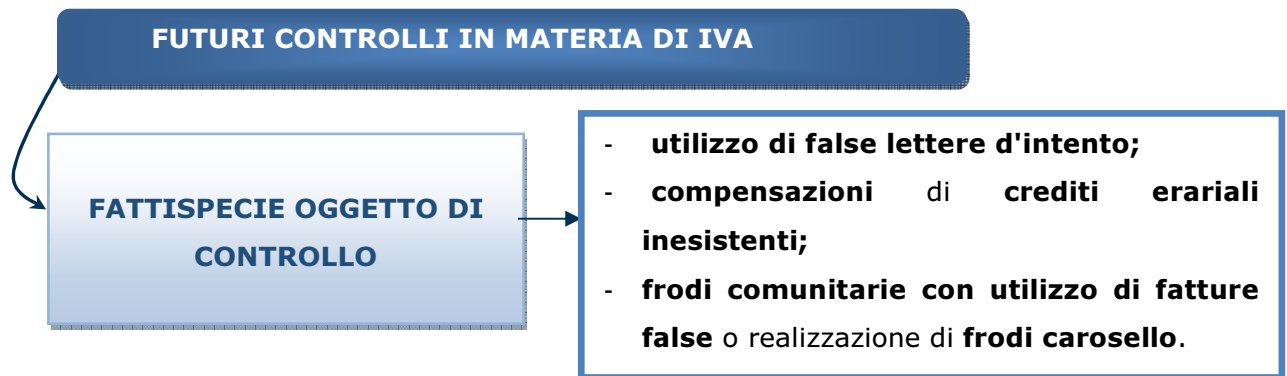 FUTURI CONTROLLI IN MATERIA DI IVA
FATTISPECIE OGGETTO DI
CONTROLLO
- utilizzo di false lettere d'intento;
- compensazioni di crediti erariali
inesistenti;
- frodi comunitarie con utilizzo di fatture
false o realizzazione di frodi carosello.